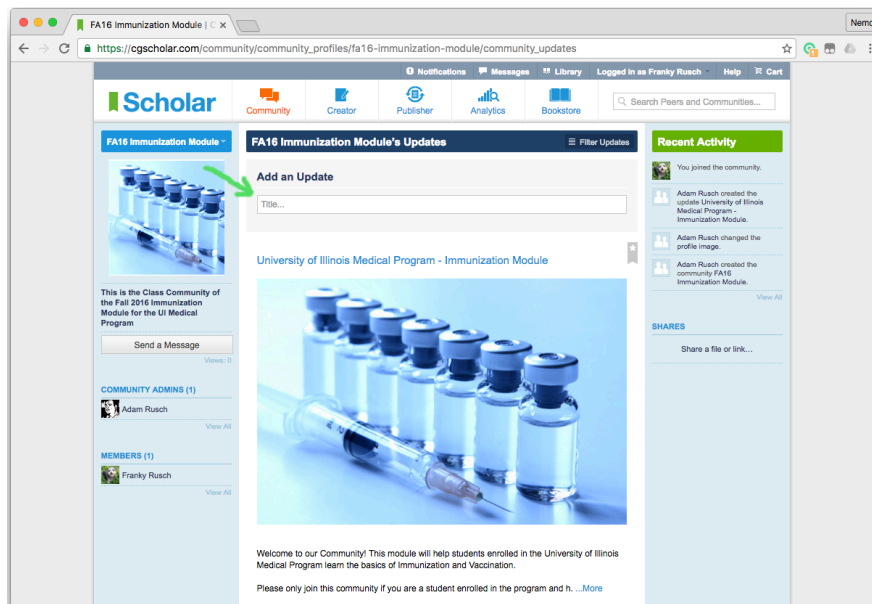 FA16 Immunization Module | C
Nemo
https://cgscholar.com/community/community_profiles/fa16-immunization-module/community_updates
Notifications Messages Library Logged in as Franky Rusch Help Cart
Scholar
Community Creator Publisher Analytics Bookstore Search Peers and Communities...
FA16 Immunization Module
This is the Class Community of
the Fall 2016 Immunization
Module for the UI Medical
Program
Send a Message
Views: 0
COMMUNITY ADMINS (1)
Adam Rusch
View All
MEMBERS (1)
Franky Rusch
View All
FA16 Immunization Module's Updates Filter Updates
Add an Update
Title...
University of Illinois Medical Program - Immunization Module
Welcome to our Community! This module will help students enrolled in the University of Illinois
Medical Program learn the basics of Immunization and Vaccination.
Please only join this community if you are a student enrolled in the program and h. ...More
Recent Activity
You joined the community.
Adam Rusch created the
update University of Illinois
Medical Program -
Immunization Module.
Adam Rusch changed the
profile image.
Adam Rusch created the
community FA16
Immunization Module.
View All
SHARES
Share a file or link...